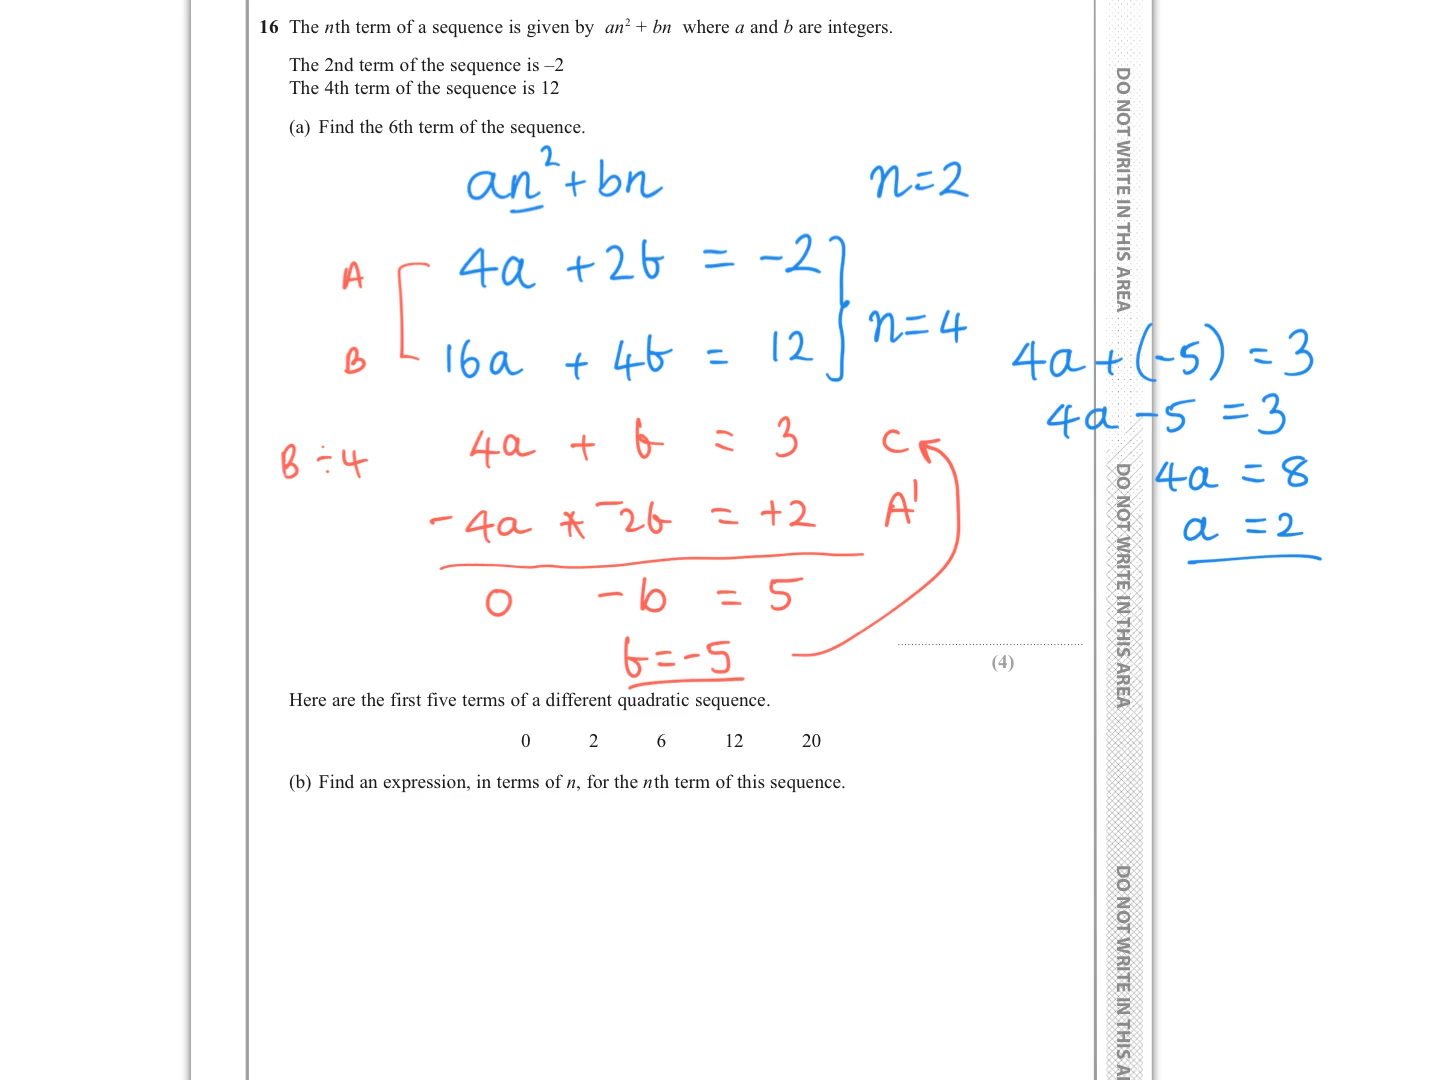 16 The nth term of a sequence is given by an² + bn where a and b are integers.
The 2nd term of the sequence is –2
The 4th term of the sequence is 12
(a) Find the 6th term of the sequence.
an² + bn n=2
A 4a + 2b = -2
n=4
B 16a + 4b = 12
B ÷ 4 4a + b = 3 C
-4a -2b = +2 A'
0 - b = 5
b = -5
4a + (-5) = 3
4a - 5 = 3
4a = 8
a = 2
(4)
Here are the first five terms of a different quadratic sequence.
0 2 6 12 20
(b) Find an expression, in terms of n, for the nth term of this sequence.
DO NOT WRITE IN THIS AREA
DO NOT WRITE IN THIS AREA
DO NOT WRITE IN THIS A